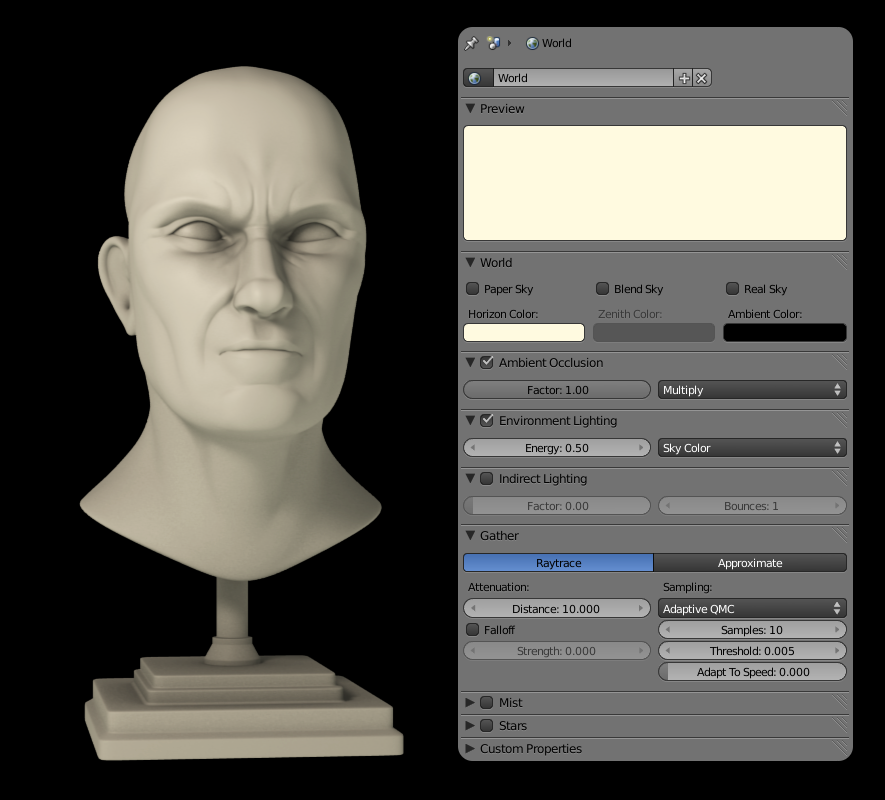 World
World
Preview
World
Paper Sky Blend Sky Real Sky
Horizon Color: Zenith Color: Ambient Color:
Ambient Occlusion
Factor: 1.00 Multiply
Environment Lighting
Energy: 0.50 Sky Color
Indirect Lighting
Factor: 0.00 Bounces: 1
Gather
Raytrace Approximate
Attenuation: Sampling:
Distance: 10.000 Adaptive QMC
Falloff Samples: 10
Strength: 0.000 Threshold: 0.005
Adapt To Speed: 0.000
Mist
Stars
Custom Properties